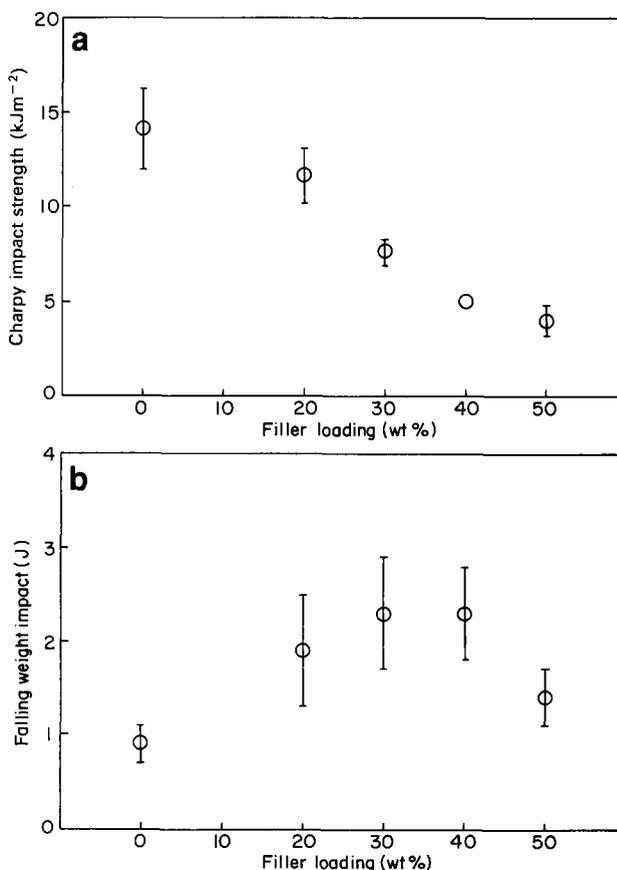 a
20
15
10
5
0
Charpy impact strength (kJm⁻²)
0 10 20 30 40 50
Filler loading (wt %)
b
4
3
2
1
0
Falling weight impact (J)
0 10 20 30 40 50
Filler loading (wt %)